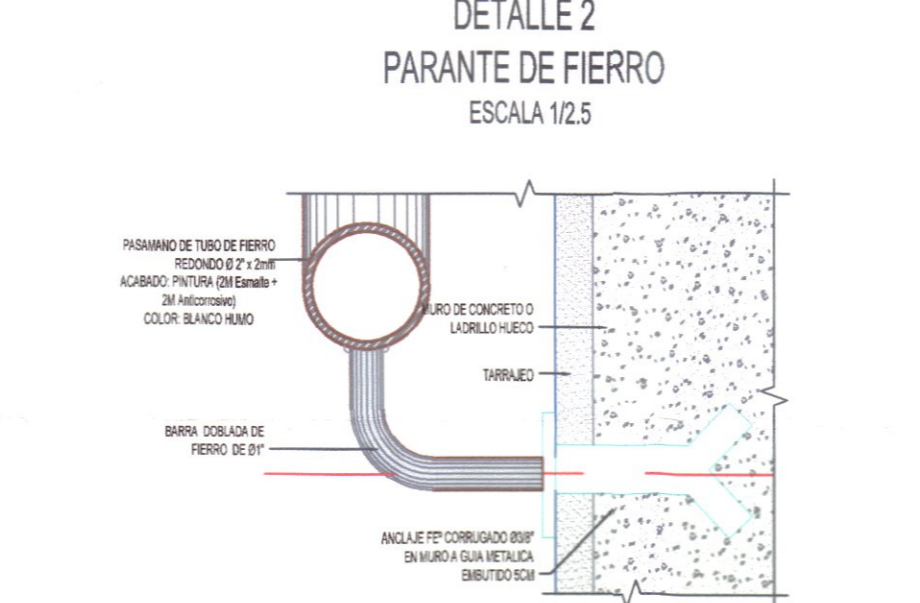 DETALLE 2
PARANTE DE FIERRO
ESCALA 1/2.5
PASAMANO DE TUBO DE FIERRO
REDONDO Ø 2" x 2mm
ACABADO: PINTURA (2M Esmalte +
2M Anticorrosivo)
COLOR: BLANCO HUMO
MURO DE CONCRETO O
LADRILLO HUECO
TARRAJEO
BARRA DOBLADA DE
FIERRO DE Ø1"
ANCLAJE FEº CORRUGADO Ø3/8"
EN MURO A GUIA METALICA
EMBUTIDO 5CM